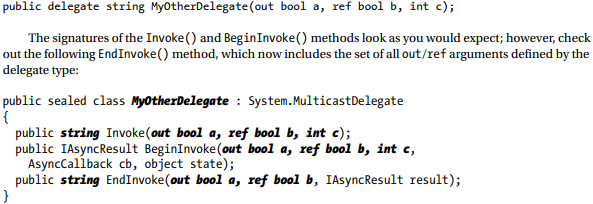 public delegate string MyOtherDelegate(out bool a, ref bool b, int c);
The signatures of the Invoke() and BeginInvoke() methods look as you would expect; however, check
out the following EndInvoke() method, which now includes the set of all out/ref arguments defined by the
delegate type:
public sealed class MyOtherDelegate : System.MulticastDelegate
{
public string Invoke(out bool a, ref bool b, int c);
public IAsyncResult BeginInvoke(out bool a, ref bool b, int c,
AsyncCallback cb, object state);
public string EndInvoke(out bool a, ref bool b, IAsyncResult result);
}